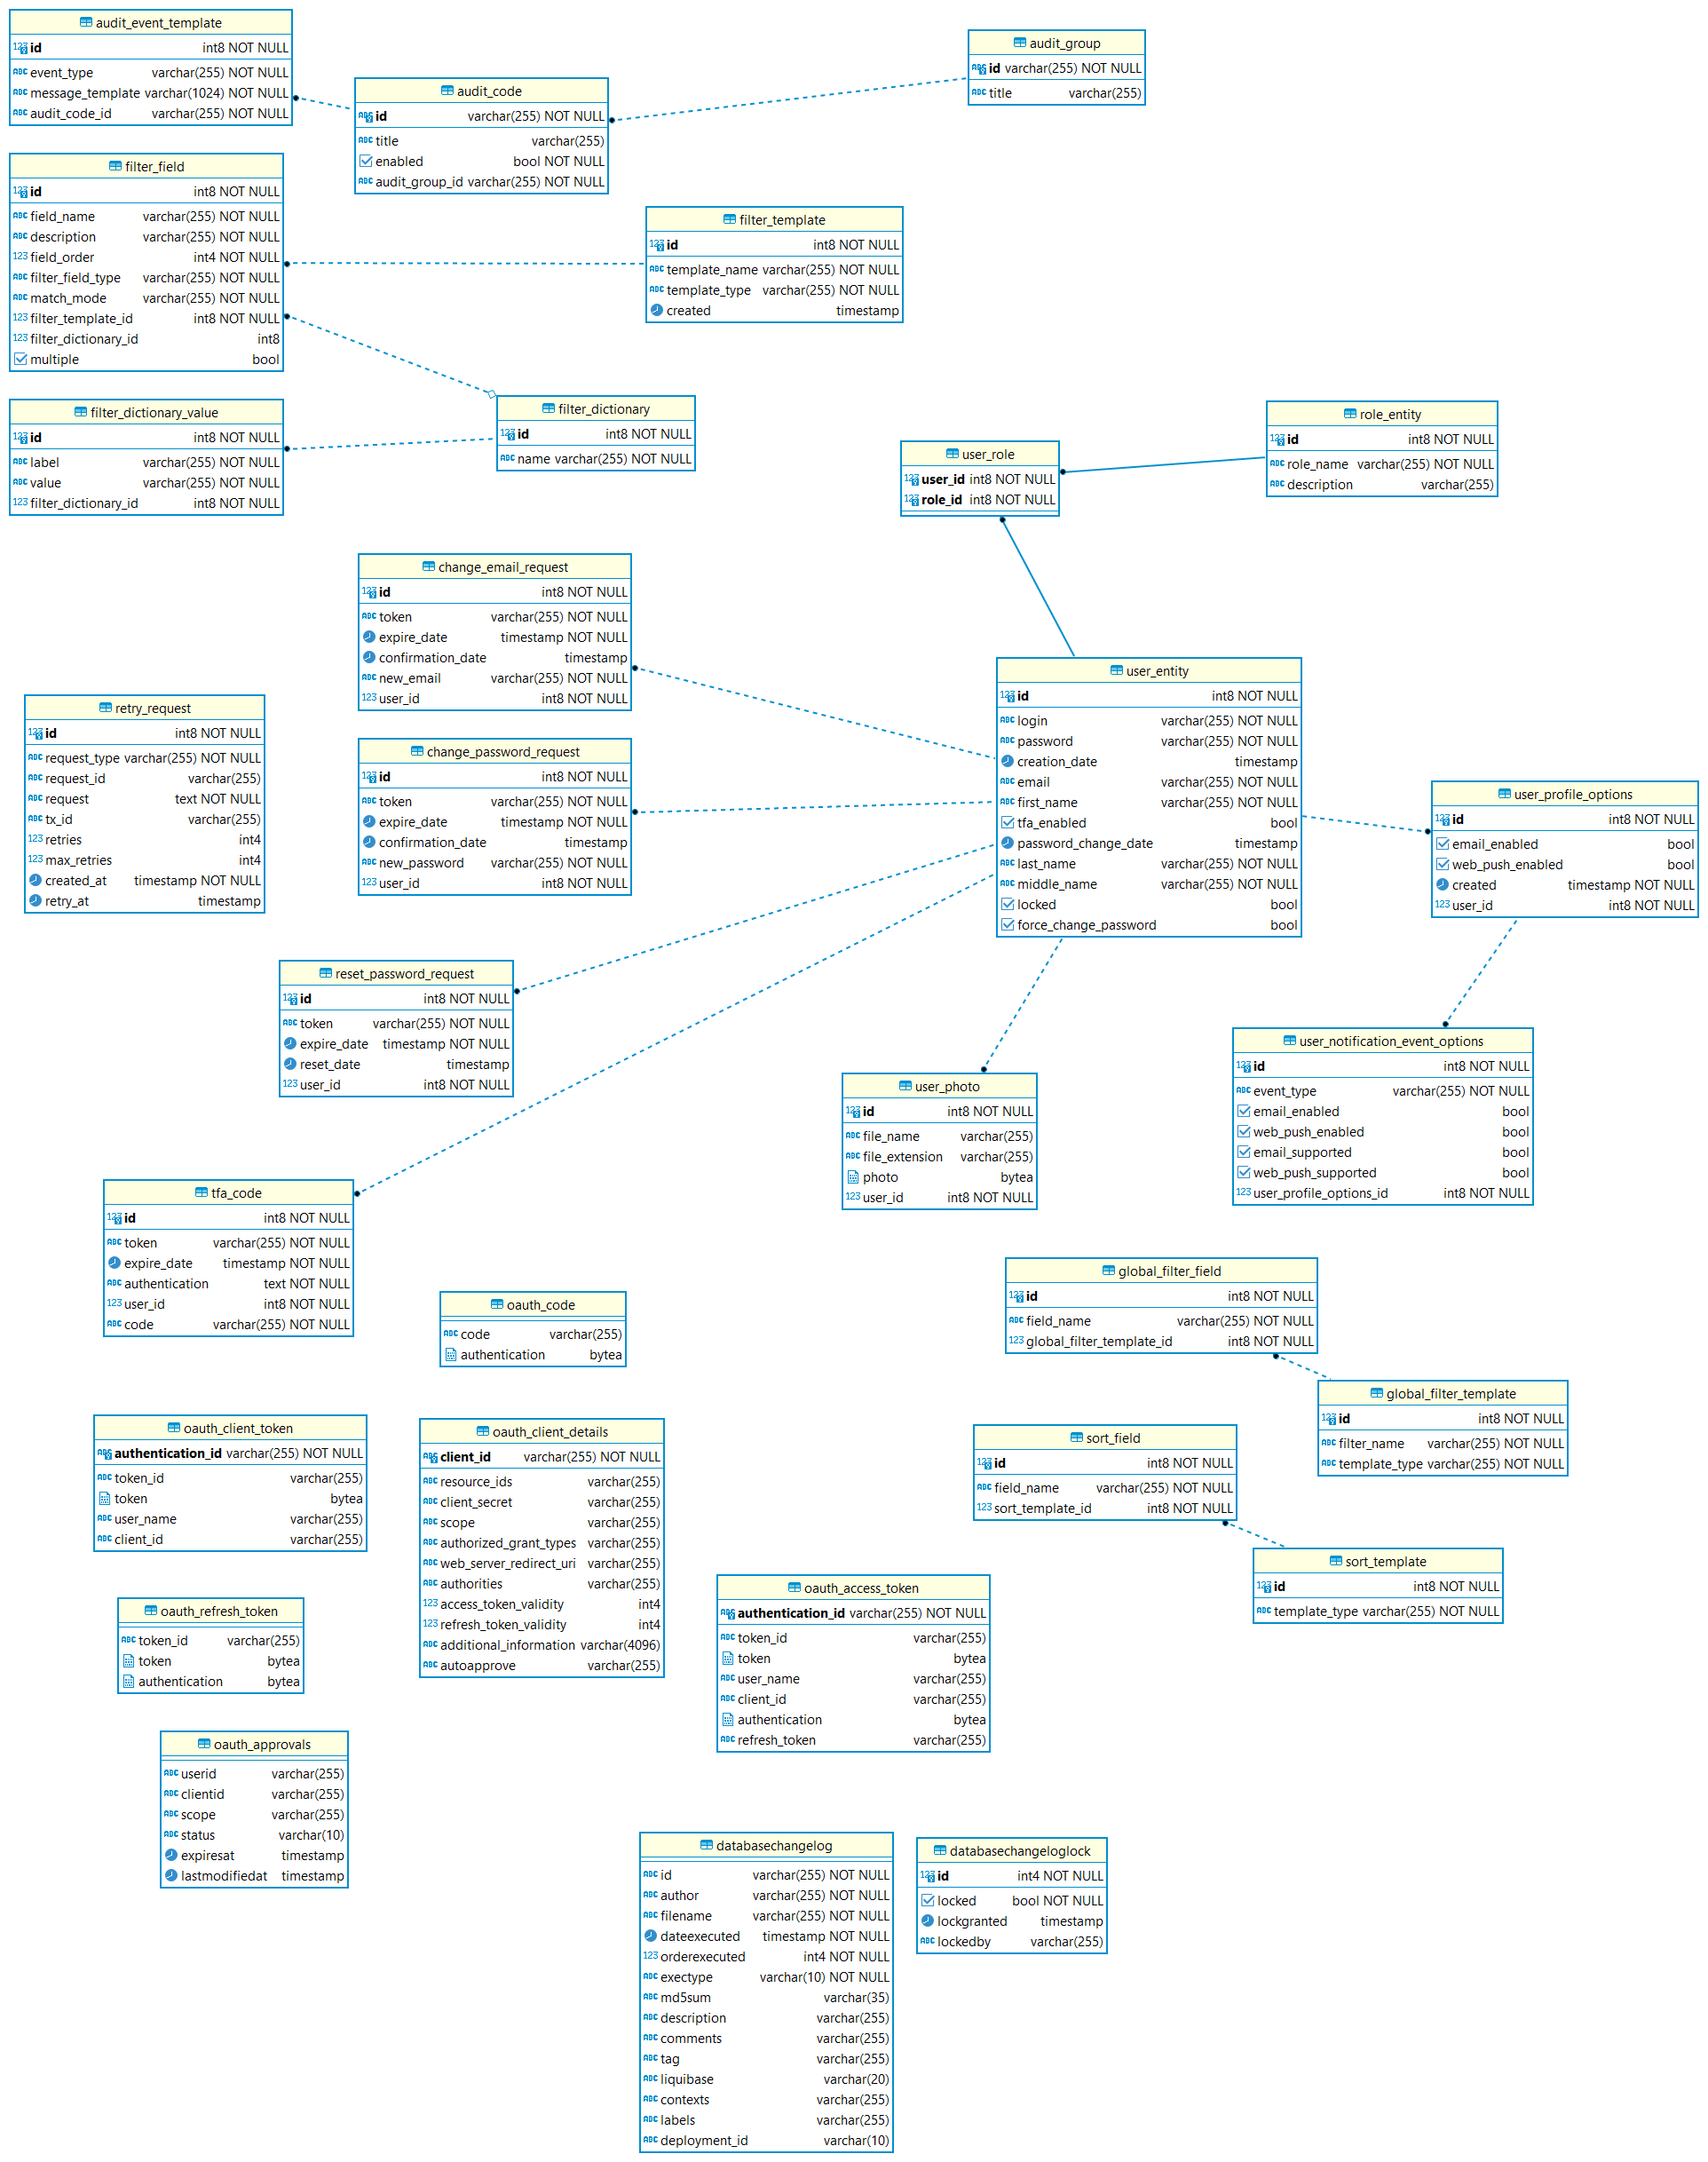 audit_event_template
id int8 NOT NULL
event_type varchar(255) NOT NULL
message_template varchar(1024) NOT NULL
audit_code_id varchar(255) NOT NULL
audit_group
id varchar(255) NOT NULL
title varchar(255)
audit_code
id varchar(255) NOT NULL
title varchar(255)
enabled bool NOT NULL
audit_group_id varchar(255) NOT NULL
filter_field
id int8 NOT NULL
field_name varchar(255) NOT NULL
description varchar(255) NOT NULL
field_order int4 NOT NULL
filter_field_type varchar(255) NOT NULL
match_mode varchar(255) NOT NULL
filter_template_id int8 NOT NULL
filter_dictionary_id int8
multiple bool
filter_template
id int8 NOT NULL
template_name varchar(255) NOT NULL
template_type varchar(255) NOT NULL
created timestamp
filter_dictionary_value
id int8 NOT NULL
label varchar(255) NOT NULL
value varchar(255) NOT NULL
filter_dictionary_id int8 NOT NULL
filter_dictionary
id int8 NOT NULL
name varchar(255) NOT NULL
user_role
user_id int8 NOT NULL
role_id int8 NOT NULL
role_entity
id int8 NOT NULL
role_name varchar(255) NOT NULL
description varchar(255)
change_email_request
id int8 NOT NULL
token varchar(255) NOT NULL
expire_date timestamp NOT NULL
confirmation_date timestamp
new_email varchar(255) NOT NULL
user_id int8 NOT NULL
user_entity
id int8 NOT NULL
login varchar(255) NOT NULL
password varchar(255) NOT NULL
creation_date timestamp
email varchar(255) NOT NULL
first_name varchar(255) NOT NULL
tfa_enabled bool
password_change_date timestamp
last_name varchar(255) NOT NULL
middle_name varchar(255) NOT NULL
locked bool
force_change_password bool
retry_request
id int8 NOT NULL
request_type varchar(255) NOT NULL
request_id varchar(255)
request text NOT NULL
tx_id varchar(255)
retries int4
max_retries int4
created_at timestamp NOT NULL
retry_at timestamp
change_password_request
id int8 NOT NULL
token varchar(255) NOT NULL
expire_date timestamp NOT NULL
confirmation_date timestamp
new_password varchar(255) NOT NULL
user_id int8 NOT NULL
user_profile_options
id int8 NOT NULL
email_enabled bool
web_push_enabled bool
created timestamp NOT NULL
user_id int8 NOT NULL
reset_password_request
id int8 NOT NULL
token varchar(255) NOT NULL
expire_date timestamp NOT NULL
reset_date timestamp
user_id int8 NOT NULL
user_notification_event_options
id int8 NOT NULL
event_type varchar(255) NOT NULL
email_enabled bool
web_push_enabled bool
email_supported bool
web_push_supported bool
user_profile_options_id int8 NOT NULL
user_photo
id int8 NOT NULL
file_name varchar(255)
file_extension varchar(255)
photo bytea
user_id int8 NOT NULL
tfa_code
id int8 NOT NULL
token varchar(255) NOT NULL
expire_date timestamp NOT NULL
authentication text NOT NULL
user_id int8 NOT NULL
code varchar(255) NOT NULL
oauth_code
code varchar(255)
authentication bytea
global_filter_field
id int8 NOT NULL
field_name varchar(255) NOT NULL
global_filter_template_id int8 NOT NULL
global_filter_template
id int8 NOT NULL
filter_name varchar(255) NOT NULL
template_type varchar(255) NOT NULL
oauth_client_token
authentication_id varchar(255) NOT NULL
token_id varchar(255)
token bytea
user_name varchar(255)
client_id varchar(255)
oauth_client_details
client_id varchar(255) NOT NULL
resource_ids varchar(255)
client_secret varchar(255)
scope varchar(255)
authorized_grant_types varchar(255)
web_server_redirect_uri varchar(255)
authorities varchar(255)
access_token_validity int4
refresh_token_validity int4
additional_information varchar(4096)
autoapprove varchar(255)
sort_field
id int8 NOT NULL
field_name varchar(255) NOT NULL
sort_template_id int8 NOT NULL
sort_template
id int8 NOT NULL
template_type varchar(255) NOT NULL
oauth_access_token
authentication_id varchar(255) NOT NULL
token_id varchar(255)
token bytea
user_name varchar(255)
client_id varchar(255)
authentication bytea
refresh_token varchar(255)
oauth_refresh_token
token_id varchar(255)
token bytea
authentication bytea
oauth_approvals
userid varchar(255)
clientid varchar(255)
scope varchar(255)
status varchar(10)
expiresat timestamp
lastmodifiedat timestamp
databasechangelog
id varchar(255) NOT NULL
author varchar(255) NOT NULL
filename varchar(255) NOT NULL
dateexecuted timestamp NOT NULL
orderexecuted int4 NOT NULL
exectype varchar(10) NOT NULL
md5sum varchar(35)
description varchar(255)
comments varchar(255)
tag varchar(255)
liquibase varchar(20)
contexts varchar(255)
labels varchar(255)
deployment_id varchar(10)
databasechangeloglock
id int4 NOT NULL
locked bool NOT NULL
lockgranted timestamp
lockedby varchar(255)